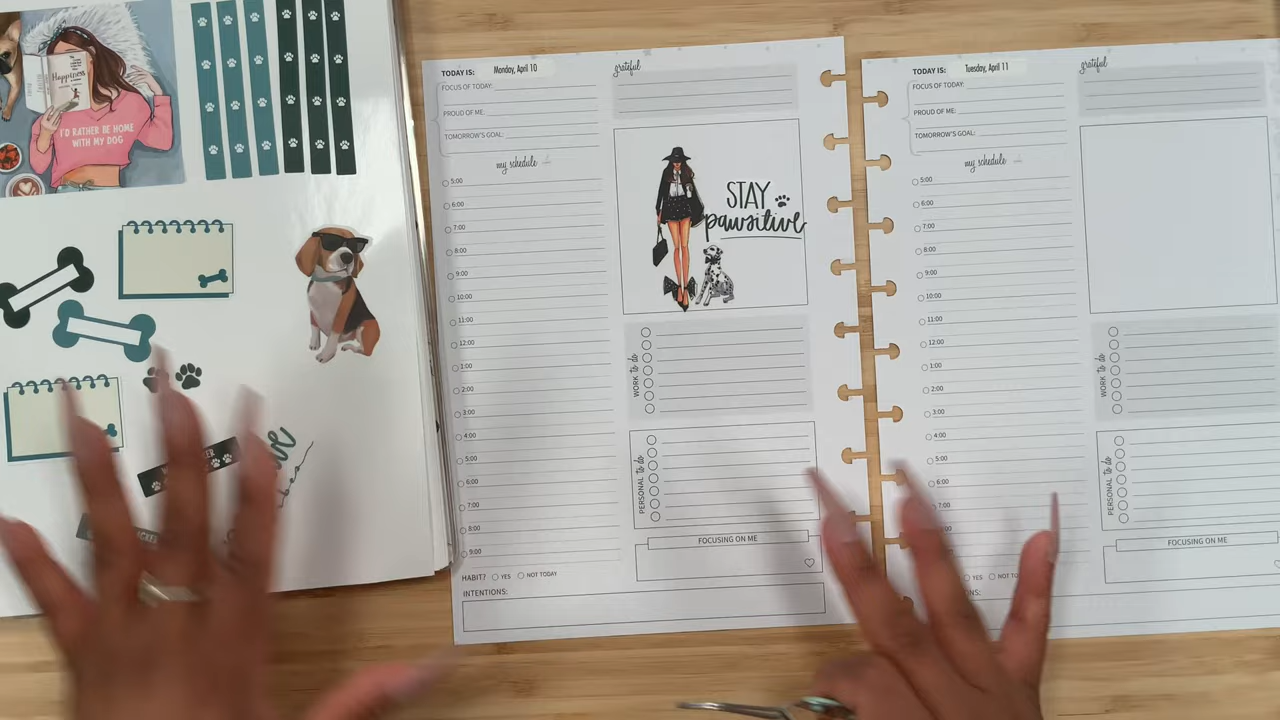 Happiness
I'D RATHER BE HOME
WITH MY DOG
TODAY IS: Monday, April 10
grateful
FOCUS OF TODAY:
PROUD OF ME:
TOMORROW'S GOAL:
my schedule
5:00
6:00
7:00
8:00
9:00
10:00
11:00
12:00
1:00
2:00
3:00
4:00
5:00
6:00
7:00
8:00
9:00
HABIT? YES NOT TODAY
INTENTIONS:
STAY
pawsitive
WORK to do
PERSONAL to do
FOCUSING ON ME
TODAY IS: Tuesday, April 11
grateful
FOCUS OF TODAY:
PROUD OF ME:
TOMORROW'S GOAL:
my schedule
5:00
6:00
7:00
8:00
9:00
10:00
11:00
12:00
1:00
2:00
3:00
4:00
5:00
6:00
7:00
YES NOT
WORK to do
PERSONAL to do
FOCUSING ON ME